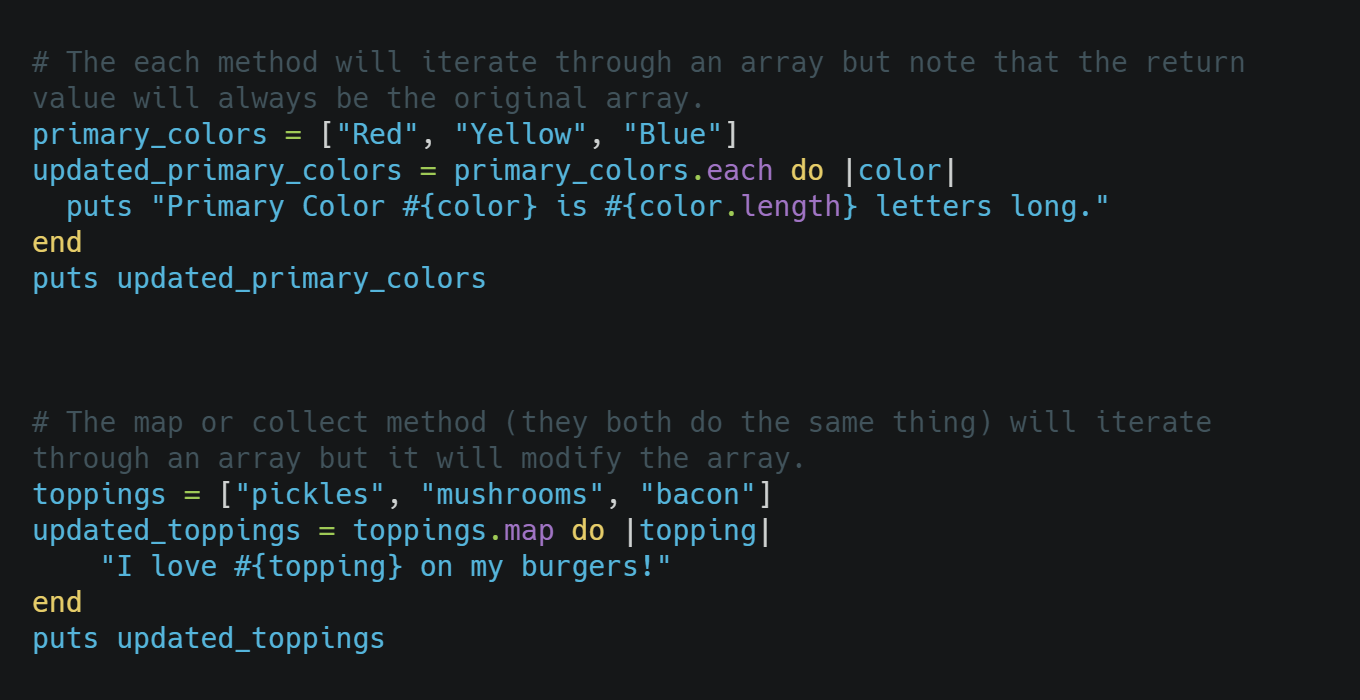 # The each method will iterate through an array but note that the return
value will always be the original array.
primary_colors = ["Red", "Yellow", "Blue"]
updated_primary_colors = primary_colors.each do |color|
  puts "Primary Color #{color} is #{color.length} letters long."
end
puts updated_primary_colors
# The map or collect method (they both do the same thing) will iterate
through an array but it will modify the array.
toppings = ["pickles", "mushrooms", "bacon"]
updated_toppings = toppings.map do |topping|
    "I love #{topping} on my burgers!"
end
puts updated_toppings